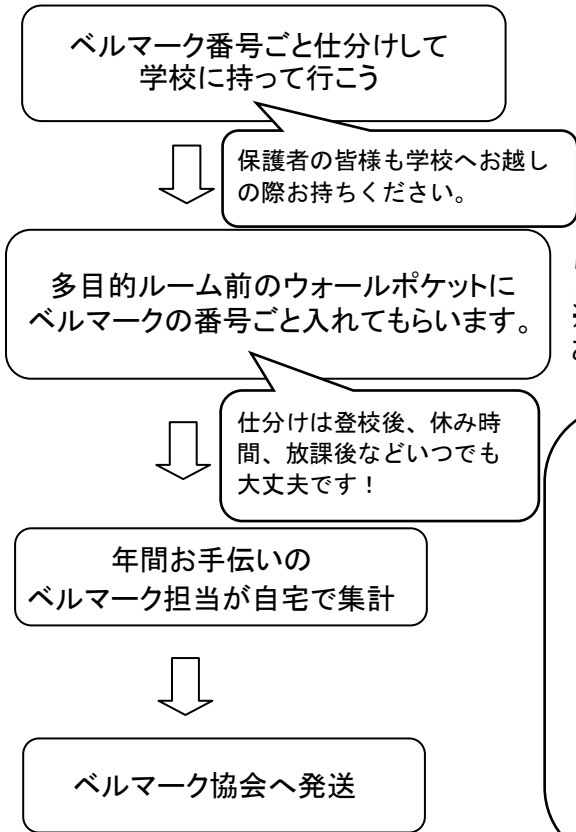 ベルマーク番号ごと仕分けして
学校に持って行こう
保護者の皆様も学校へお越し
の際お持ちください。
多目的ルーム前のウォールポケットに
ベルマークの番号ごと入れてもらいます。
仕分けは登校後、休み時
間、放課後などいつでも
大丈夫です！
年間お手伝いの
ベルマーク担当が自宅で集計
ベルマーク協会へ発送